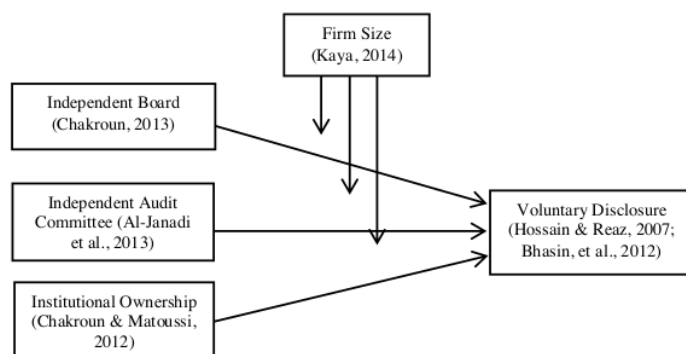 Firm Size
(Kaya, 2014)
Independent Board
(Chakroun, 2013)
Independent Audit
Committee (Al-Janadi
et al., 2013)
Voluntary Disclosure
(Hossain & Reaz, 2007;
Bhasin, et al., 2012)
Institutional Ownership
(Chakroun & Matoussi,
2012)